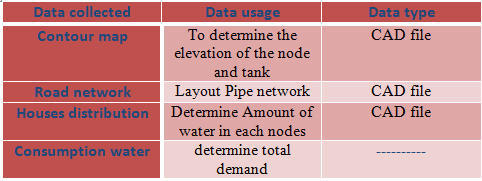 Data collected Data usage Data type
Contour map To determine the CAD file
elevation of the node
and tank
Road network Layout Pipe network CAD file
Houses distribution Determine Amount of CAD file
water in each nodes
Consumption water determine total ----------
demand